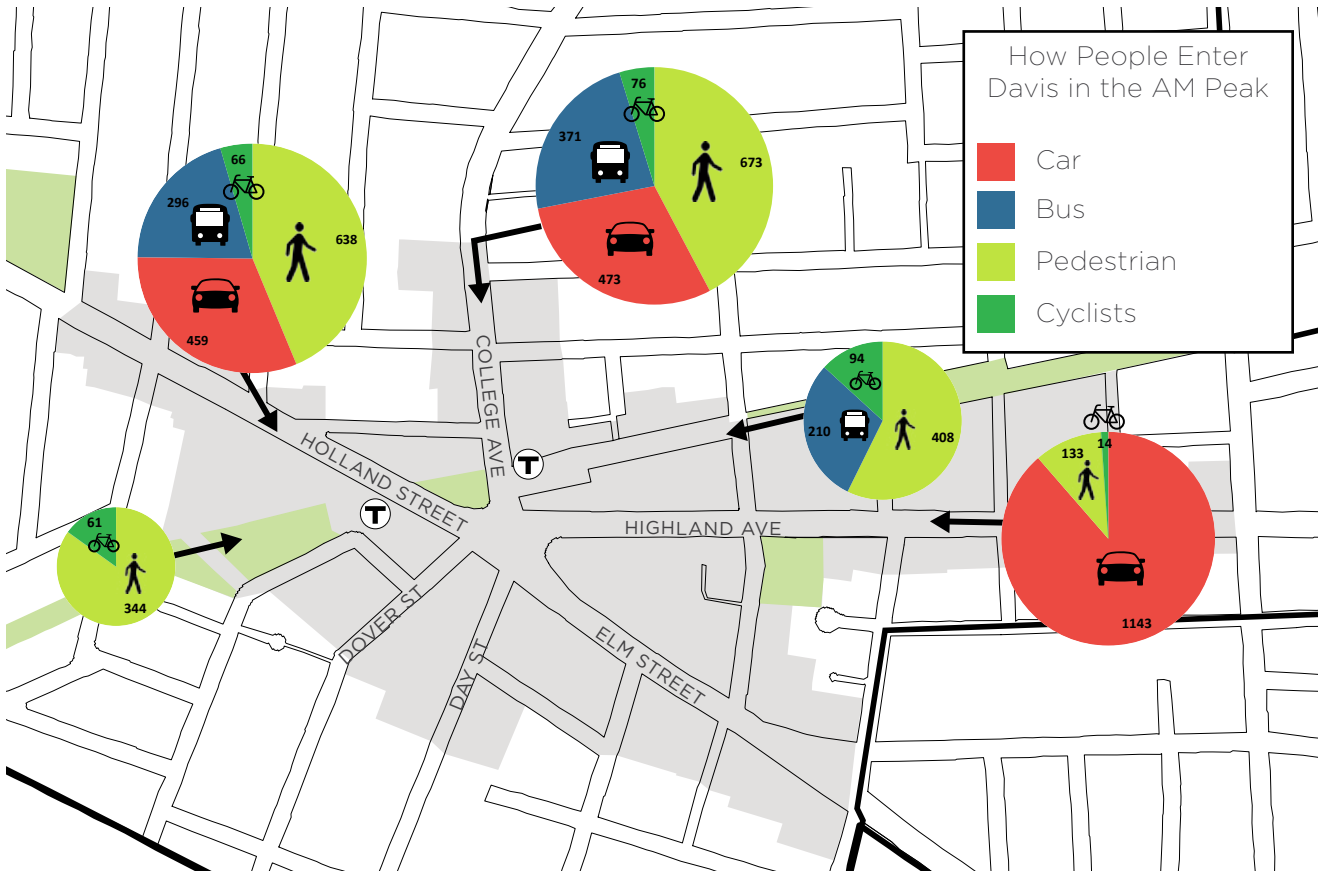 How People Enter
Davis in the AM Peak
Car
Bus
Pedestrian
Cyclists
76
371
673
473
66
296
638
459
94
210
408
14
133
1143
61
344
COLLEGE AVE
HOLLAND STREET
HIGHLAND AVE
DOVER ST
DAY ST
ELM STREET
T
T